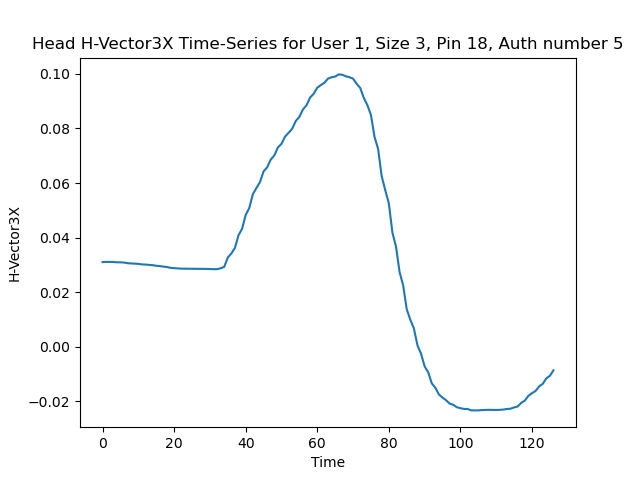 Head H-Vector3X Time-Series for User 1, Size 3, Pin 18, Auth number 5
0.10
0.08
0.06
0.04
0.02
0.00
−0.02
H-Vector3X
0 20 40 60 80 100 120
Time